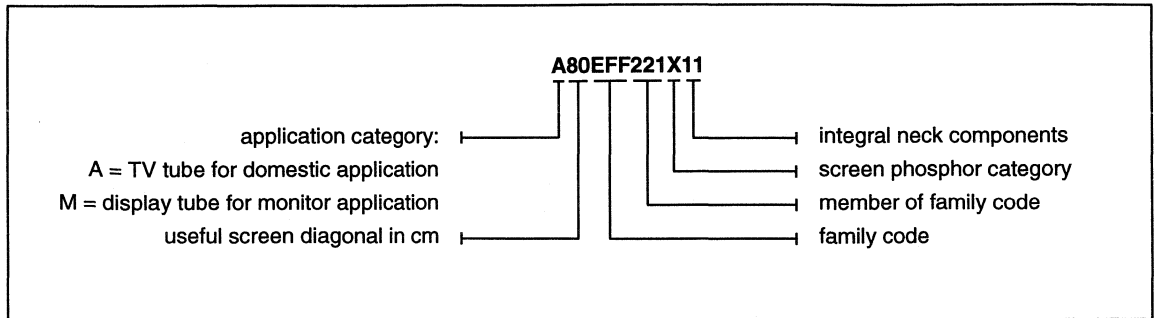 A80EFF221X11
application category:
A = TV tube for domestic application
M = display tube for monitor application
useful screen diagonal in cm
integral neck components
screen phosphor category
member of family code
family code